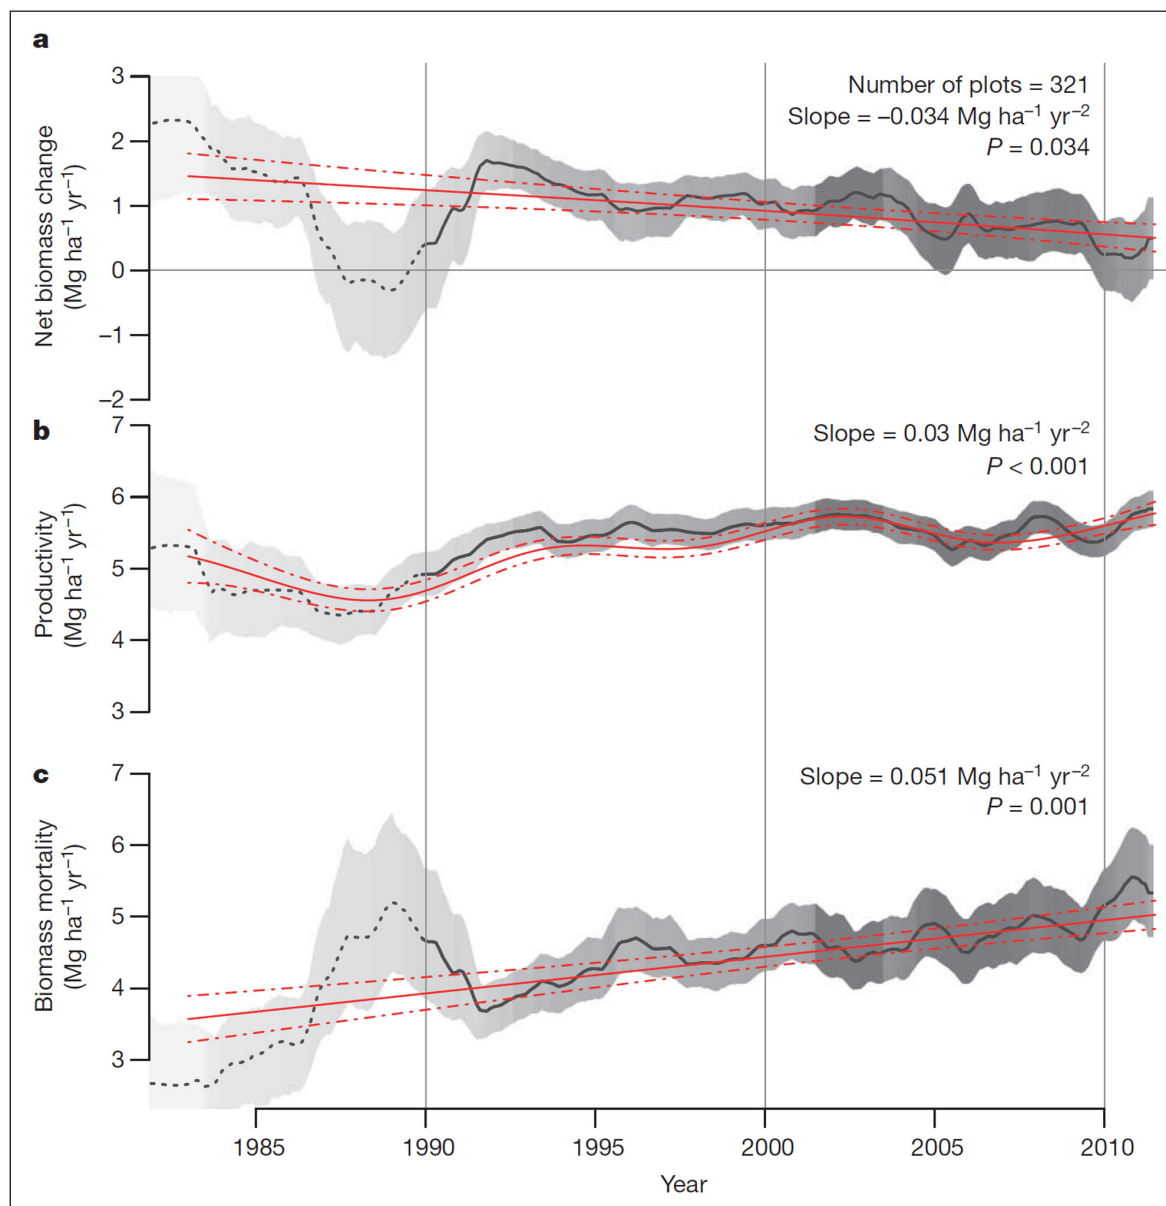 a
Number of plots = 321
Slope = –0.034 Mg ha⁻¹ yr⁻²
P = 0.034
Net biomass change
(Mg ha⁻¹ yr⁻¹)
3
2
1
0
–1
–2
b
Slope = 0.03 Mg ha⁻¹ yr⁻²
P < 0.001
Productivity
(Mg ha⁻¹ yr⁻¹)
7
6
5
4
3
c
Slope = 0.051 Mg ha⁻¹ yr⁻²
P = 0.001
Biomass mortality
(Mg ha⁻¹ yr⁻¹)
7
6
5
4
3
1985 1990 1995 2000 2005 2010
Year